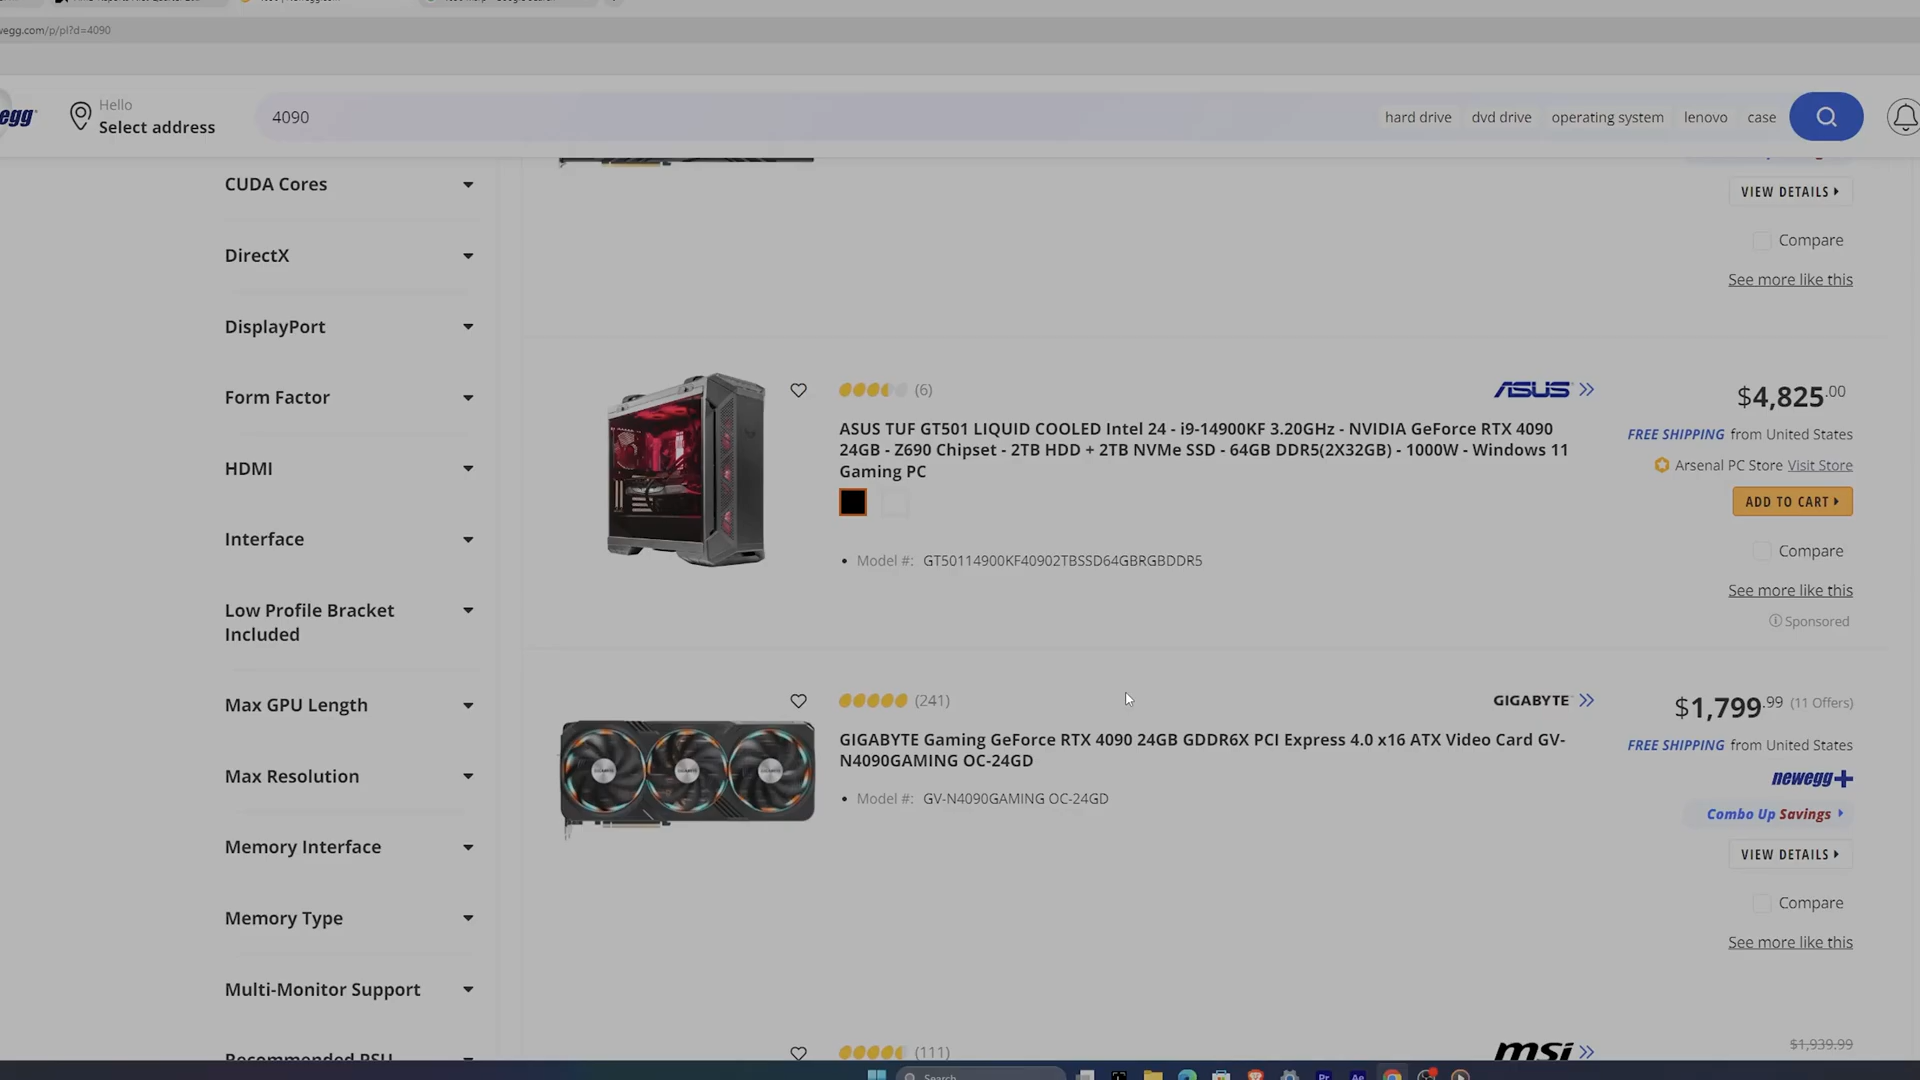 wegg.com/p/pl?d=4090
egg
Hello
Select address
4090
hard drive
dvd drive
operating system
lenovo
case
CUDA Cores
DirectX
DisplayPort
Form Factor
HDMI
Interface
Low Profile Bracket
Included
Max GPU Length
Max Resolution
Memory Interface
Memory Type
Multi-Monitor Support
Recommended PSU
VIEW DETAILS
Compare
See more like this
(6)
ASUS
$4,825.00
ASUS TUF GT501 LIQUID COOLED Intel 24 - i9-14900KF 3.20GHz - NVIDIA GeForce RTX 4090
24GB - Z690 Chipset - 2TB HDD + 2TB NVMe SSD - 64GB DDR5(2X32GB) - 1000W - Windows 11
Gaming PC
FREE SHIPPING from United States
Arsenal PC Store Visit Store
ADD TO CART
Model #: GT50114900KF40902TBSSD64GBRGBDDR5
Compare
See more like this
Sponsored
(241)
GIGABYTE
$1,799.99 (11 Offers)
GIGABYTE Gaming GeForce RTX 4090 24GB GDDR6X PCI Express 4.0 x16 ATX Video Card GV-
N4090GAMING OC-24GD
FREE SHIPPING from United States
newegg+
Model #: GV-N4090GAMING OC-24GD
Combo Up Savings
VIEW DETAILS
Compare
See more like this
(111)
msi
$1,939.99
Search
Pr
Ae